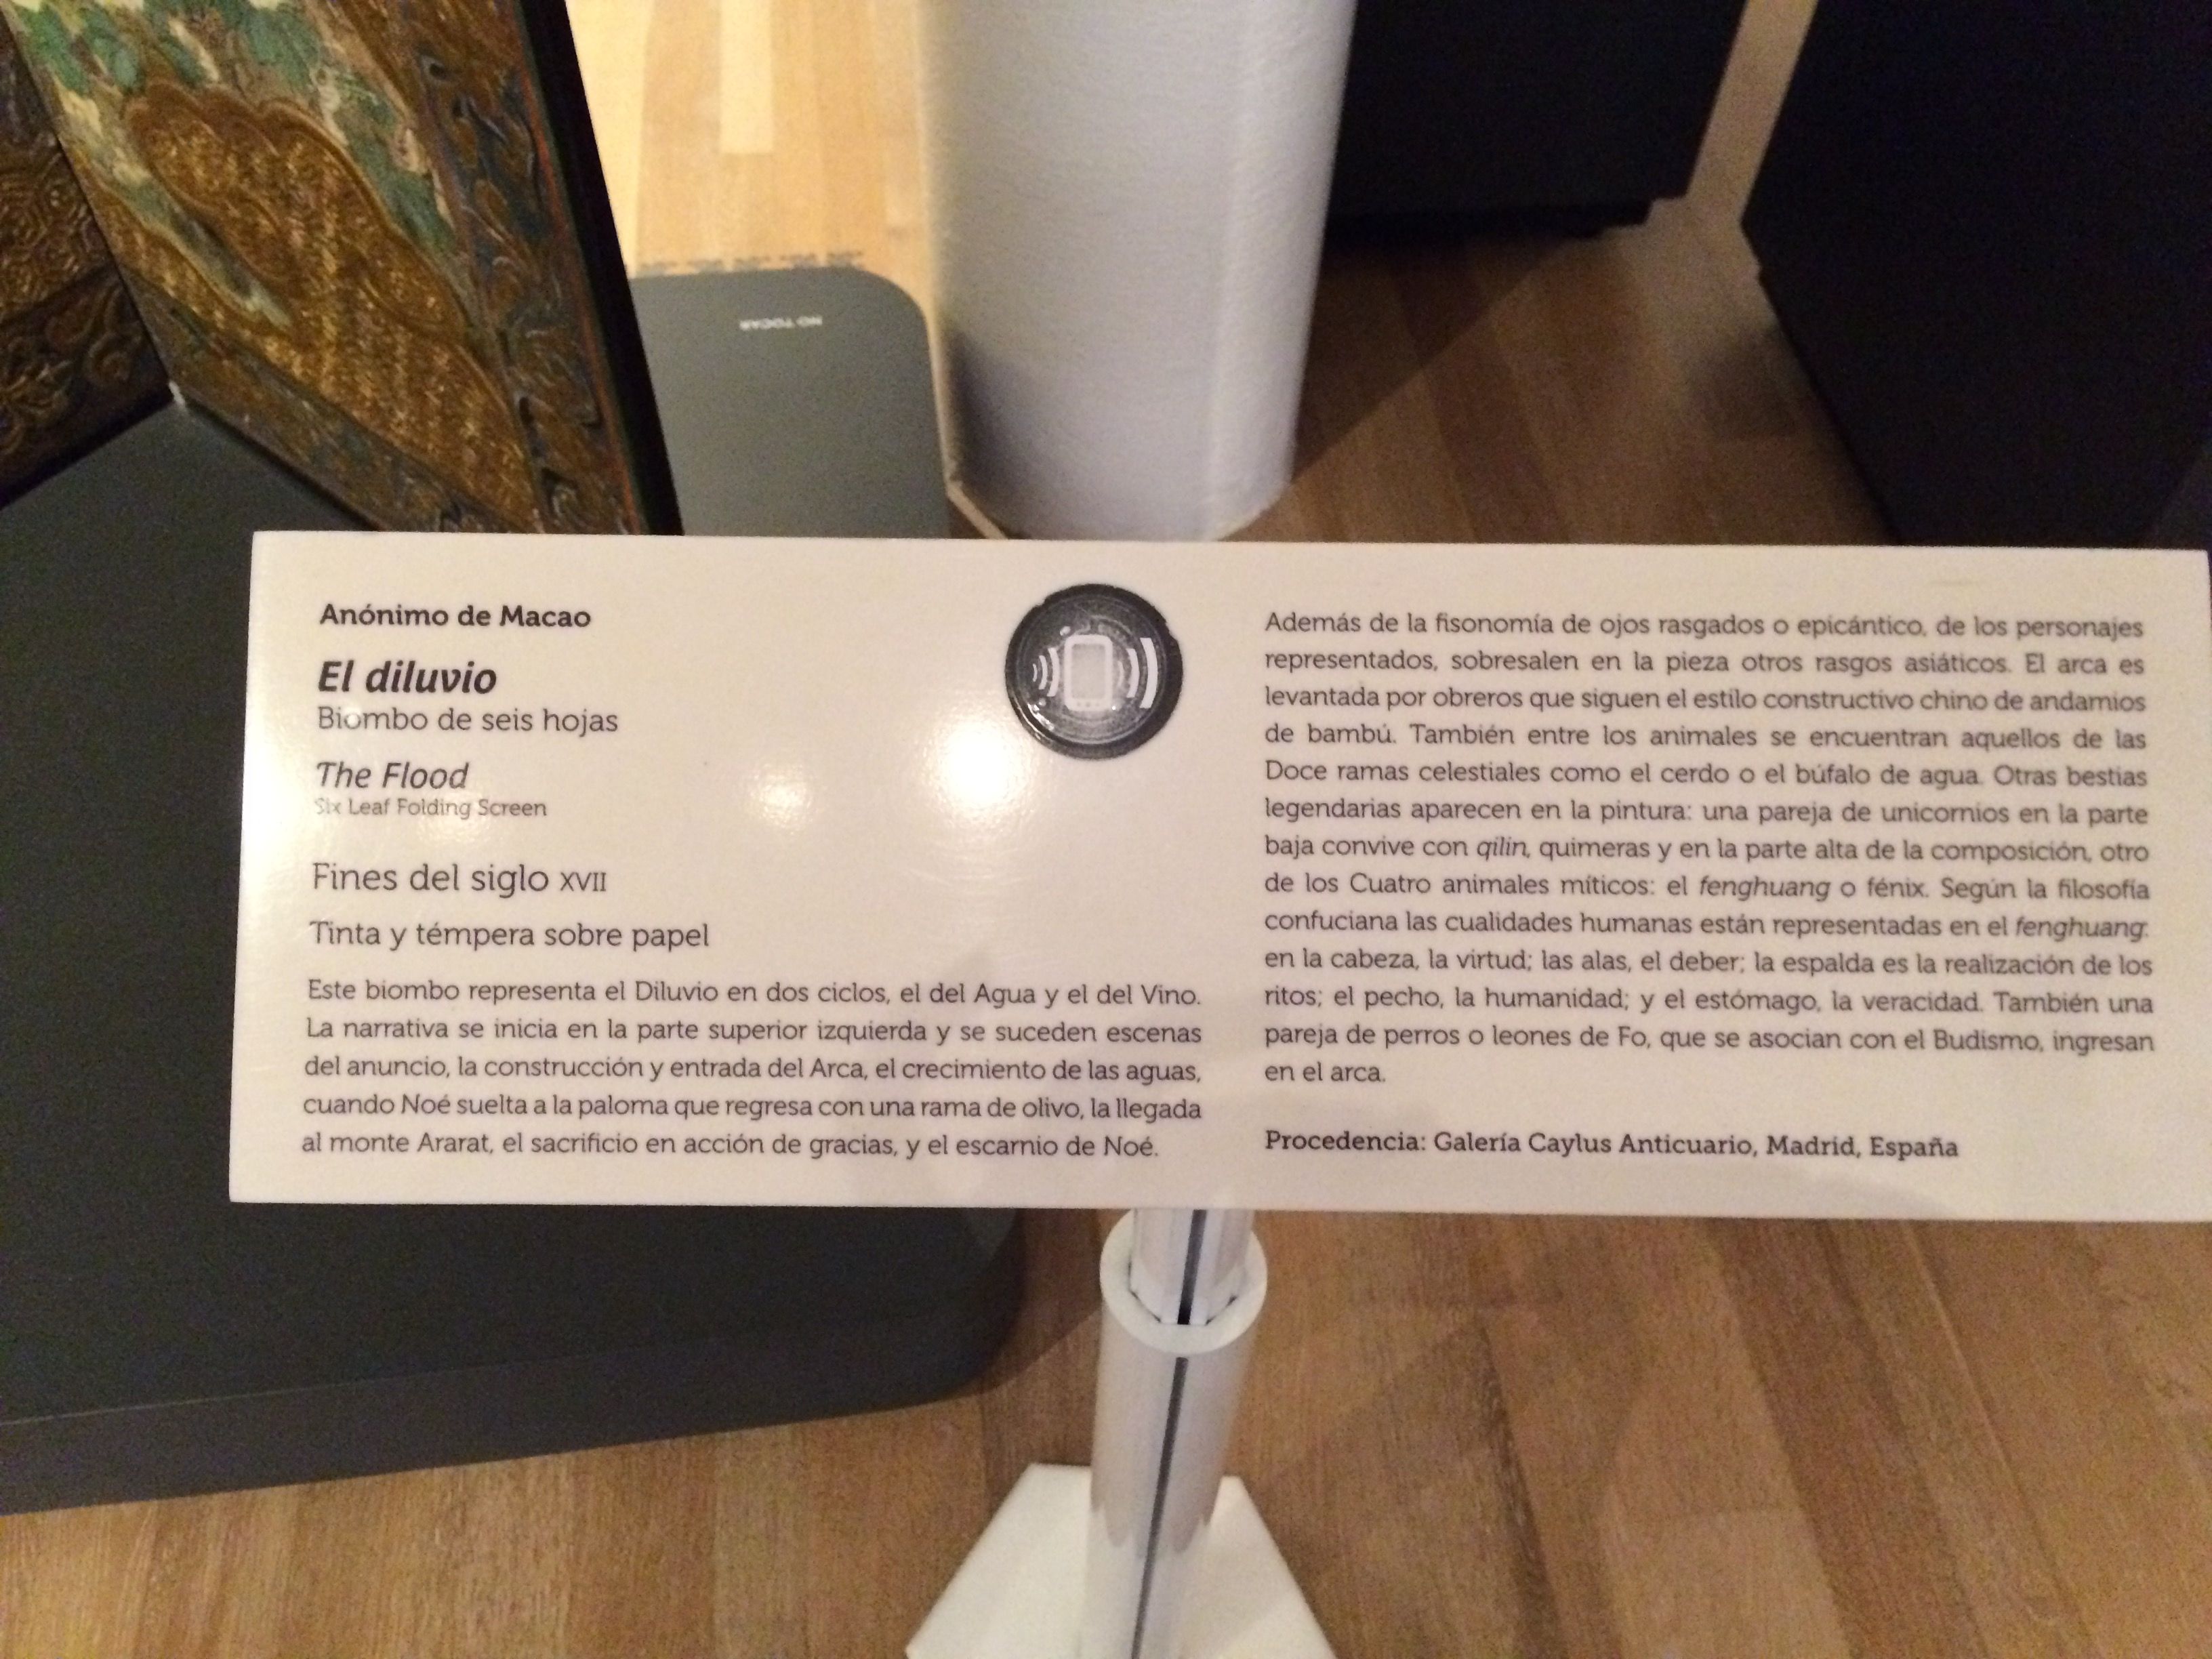 NO TOCAR
Anónimo de Macao
El diluvio
Biombo de seis hojas
The Flood
Six Leaf Folding Screen
Fines del siglo XVII
Tinta y témpera sobre papel
Este biombo representa el Diluvio en dos ciclos, el del Agua y el del Vino.
La narrativa se inicia en la parte superior izquierda y se suceden escenas
del anuncio, la construcción y entrada del Arca, el crecimiento de las aguas,
cuando Noé suelta a la paloma que regresa con una rama de olivo, la llegada
al monte Ararat, el sacrificio en acción de gracias, y el escarnio de Noé.
Además de la fisonomía de ojos rasgados o epicántico, de los personajes
representados, sobresalen en la pieza otros rasgos asiáticos. El arca es
levantada por obreros que siguen el estilo constructivo chino de andamios
de bambú. También entre los animales se encuentran aquellos de las
Doce ramas celestiales como el cerdo o el búfalo de agua. Otras bestias
legendarias aparecen en la pintura: una pareja de unicornios en la parte
baja convive con qilin, quimeras y en la parte alta de la composición, otro
de los Cuatro animales míticos: el fenghuang o fénix. Según la filosofía
confuciana las cualidades humanas están representadas en el fenghuang:
en la cabeza, la virtud; las alas, el deber; la espalda es la realización de los
ritos; el pecho, la humanidad; y el estómago, la veracidad. También una
pareja de perros o leones de Fo, que se asocian con el Budismo, ingresan
en el arca.
Procedencia: Galería Caylus Anticuario, Madrid, España